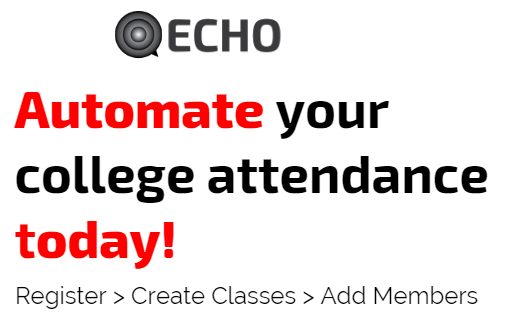 ECHO
Automate your
college attendance
today!
Register > Create Classes > Add Members